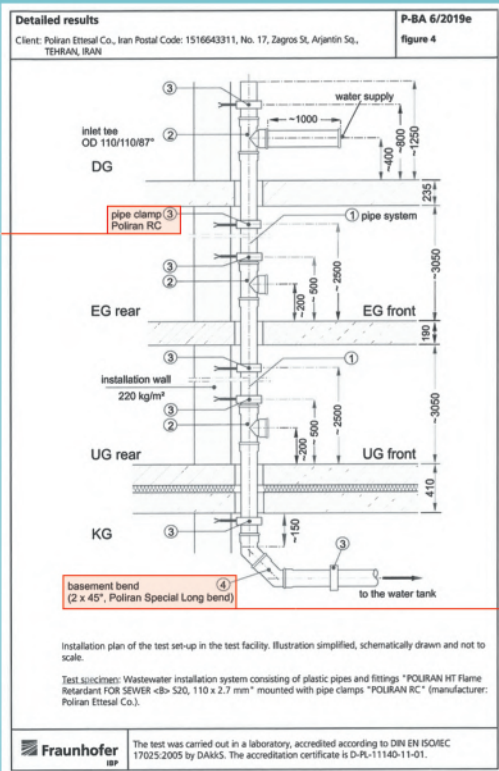 Detailed results
P-BA 6/2019e
Client: Poliran Ettesal Co., Iran Postal Code: 1516643311, No. 17, Zagros St, Arjantin Sq.,
TEHRAN, IRAN
figure 4
③
water supply
~1000
inlet tee
OD 110/110/87°
②
~400
~800
~1250
DG
235
pipe clamp ③
Poliran RC
① pipe system
③
②
~200
~500
~2500
~3050
EG rear
EG front
190
③
①
installation wall
220 kg/m²
③
②
~200
~500
~2500
~3050
UG rear
UG front
410
KG
③
~150
③
basement bend ④
(2 x 45°, Poliran Special Long bend)
to the water tank
Installation plan of the test set-up in the test facility. Illustration simplified, schematically drawn and not to
scale.
Test specimen: Wastewater installation system consisting of plastic pipes and fittings "POLIRAN HT Flame
Retardant FOR SEWER <B> S20, 110 x 2.7 mm" mounted with pipe clamps "POLIRAN RC" (manufacturer:
Poliran Ettesal Co.).
Fraunhofer
IBP
The test was carried out in a laboratory, accredited according to DIN EN ISO/IEC
17025:2005 by DAkkS. The accreditation certificate is D-PL-11140-11-01.